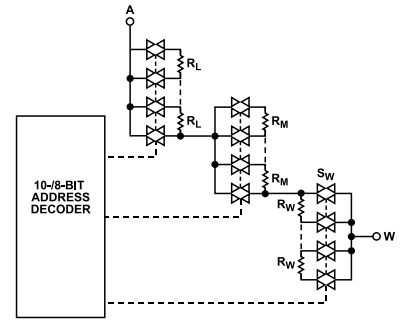 A
RL
RL
RM
RM
10-/8-BIT
ADDRESS
DECODER
SW
RW
W
RW